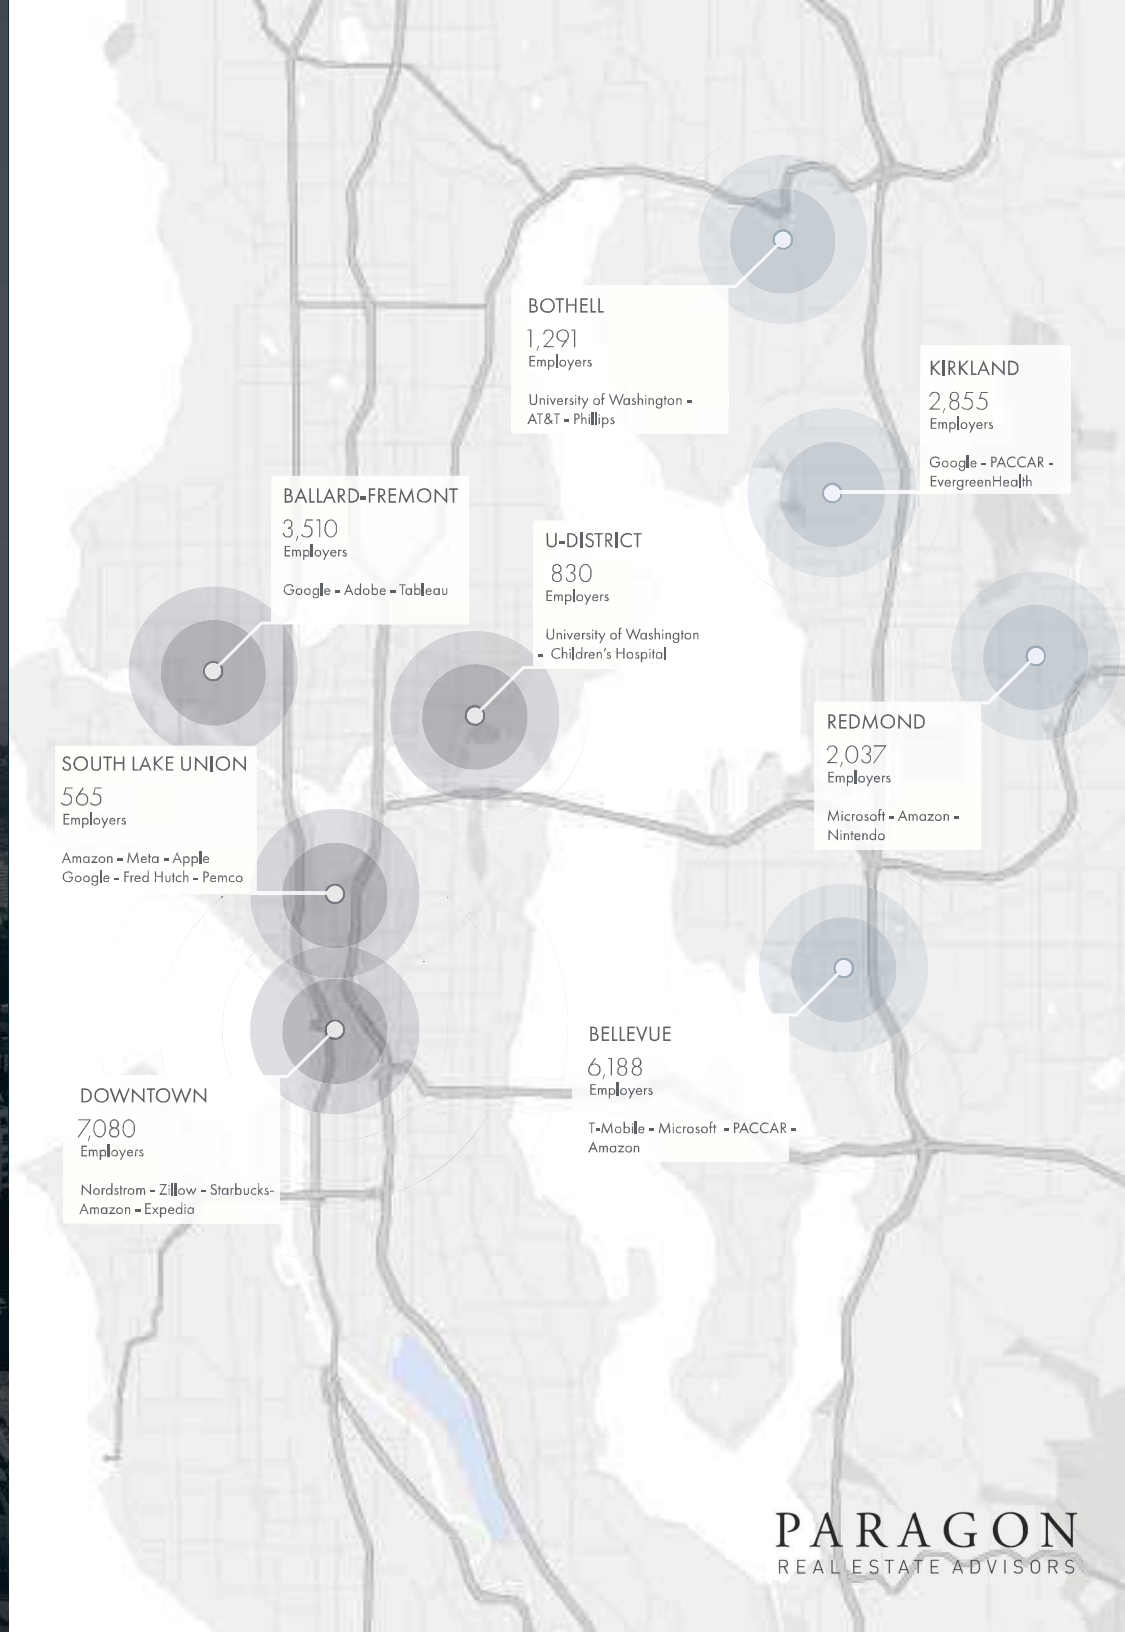 BOTHELL
1,291
Employers
University of Washington -
AT&T - Phillips
KIRKLAND
2,855
Employers
Google - PACCAR -
EvergreenHealth
BALLARD-FREMONT
3,510
Employers
Google - Adobe - Tableau
U-DISTRICT
830
Employers
University of Washington
- Children's Hospital
REDMOND
2,037
Employers
Microsoft - Amazon -
Nintendo
SOUTH LAKE UNION
565
Employers
Amazon - Meta - Apple
Google - Fred Hutch - Pemco
BELLEVUE
6,188
Employers
T-Mobile - Microsoft - PACCAR -
Amazon
DOWNTOWN
7,080
Employers
Nordstrom - Zillow - Starbucks-
Amazon - Expedia
PARAGON
REAL ESTATE ADVISORS